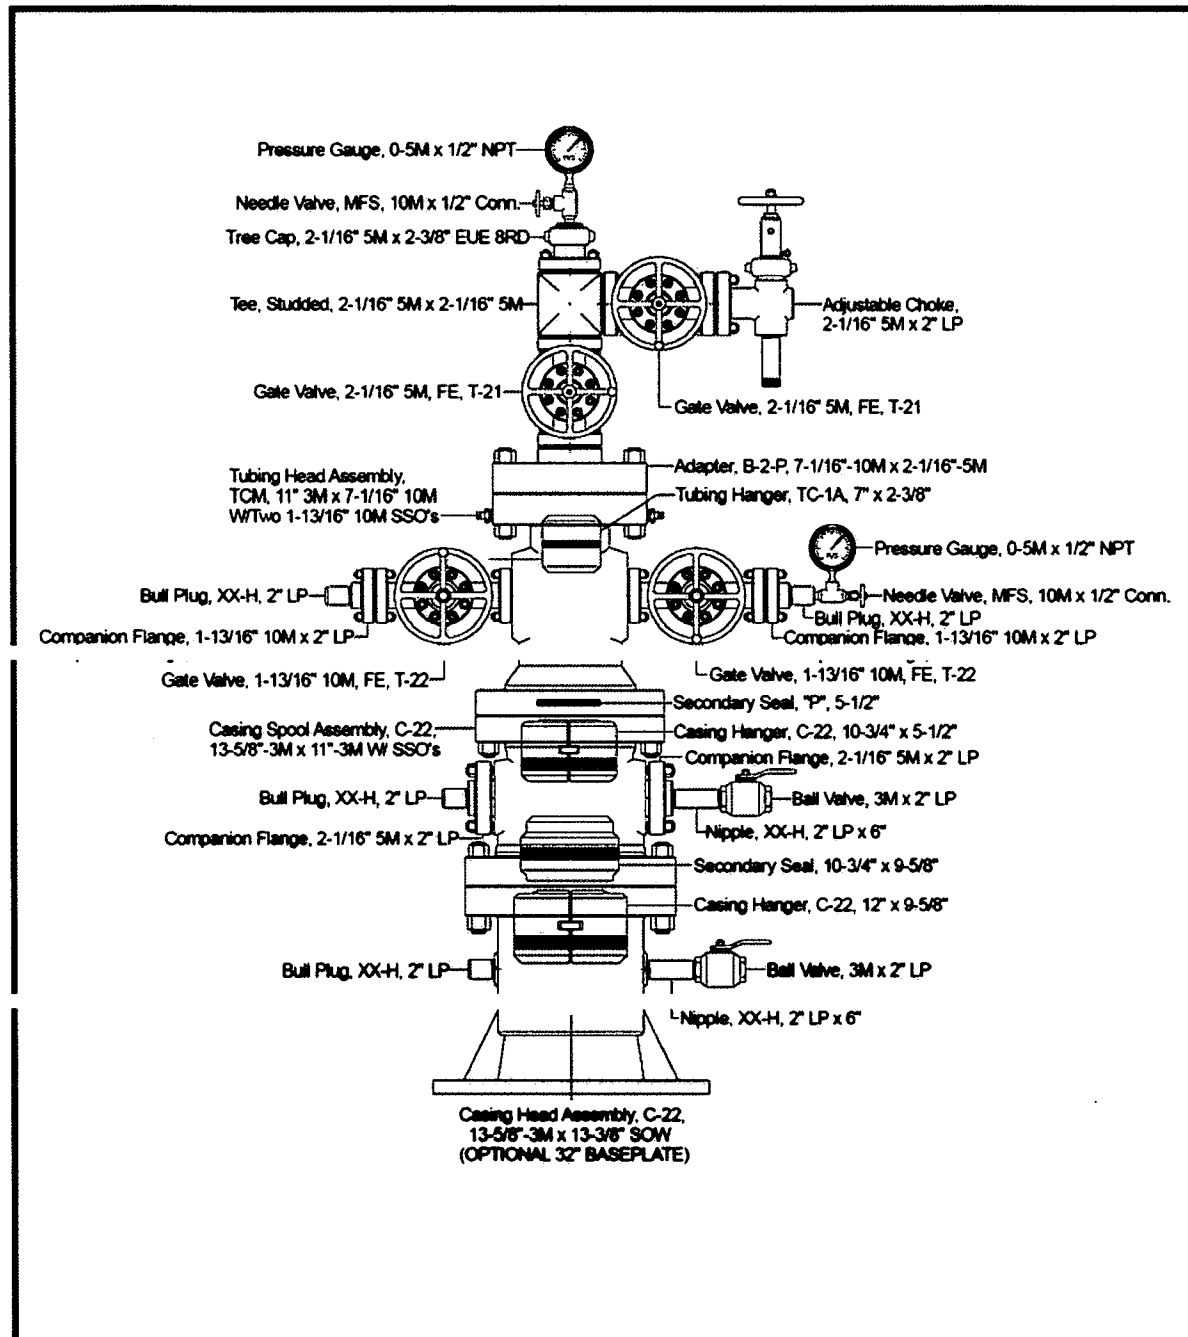 Pressure Gauge, 0-5M x 1/2" NPT
Needle Valve, MFS, 10M x 1/2" Conn.
Tree Cap, 2-1/16" 5M x 2-3/8" EUE 8RD
Tee, Studded, 2-1/16" 5M x 2-1/16" 5M
Adjustable Choke,
2-1/16" 5M x 2" LP
Gate Valve, 2-1/16" 5M, FE, T-21
Gate Valve, 2-1/16" 5M, FE, T-21
Adapter, B-2-P, 7-1/16"-10M x 2-1/16"-5M
Tubing Head Assembly,
TCM, 11" 3M x 7-1/16" 10M
W/Two 1-13/16" 10M SSO's
Tubing Hanger, TC-1A, 7" x 2-3/8"
Pressure Gauge, 0-5M x 1/2" NPT
Bull Plug, XX-H, 2" LP
Needle Valve, MFS, 10M x 1/2" Conn.
Bull Plug, XX-H, 2" LP
Companion Flange, 1-13/16" 10M x 2" LP
Companion Flange, 1-13/16" 10M x 2" LP
Gate Valve, 1-13/16" 10M, FE, T-22
Gate Valve, 1-13/16" 10M, FE, T-22
Secondary Seal, "P", 5-1/2"
Casing Spool Assembly, C-22,
13-5/8"-3M x 11"-3M W/ SSO's
Casing Hanger, C-22, 10-3/4" x 5-1/2"
Companion Flange, 2-1/16" 5M x 2" LP
Bull Plug, XX-H, 2" LP
Ball Valve, 3M x 2" LP
Nipple, XX-H, 2" LP x 6"
Companion Flange, 2-1/16" 5M x 2" LP
Secondary Seal, 10-3/4" x 9-5/8"
Casing Hanger, C-22, 12" x 9-5/8"
Bull Plug, XX-H, 2" LP
Ball Valve, 3M x 2" LP
Nipple, XX-H, 2" LP x 6"
Casing Head Assembly, C-22,
13-5/8"-3M x 13-3/8" SOW
(OPTIONAL 32" BASEPLATE)